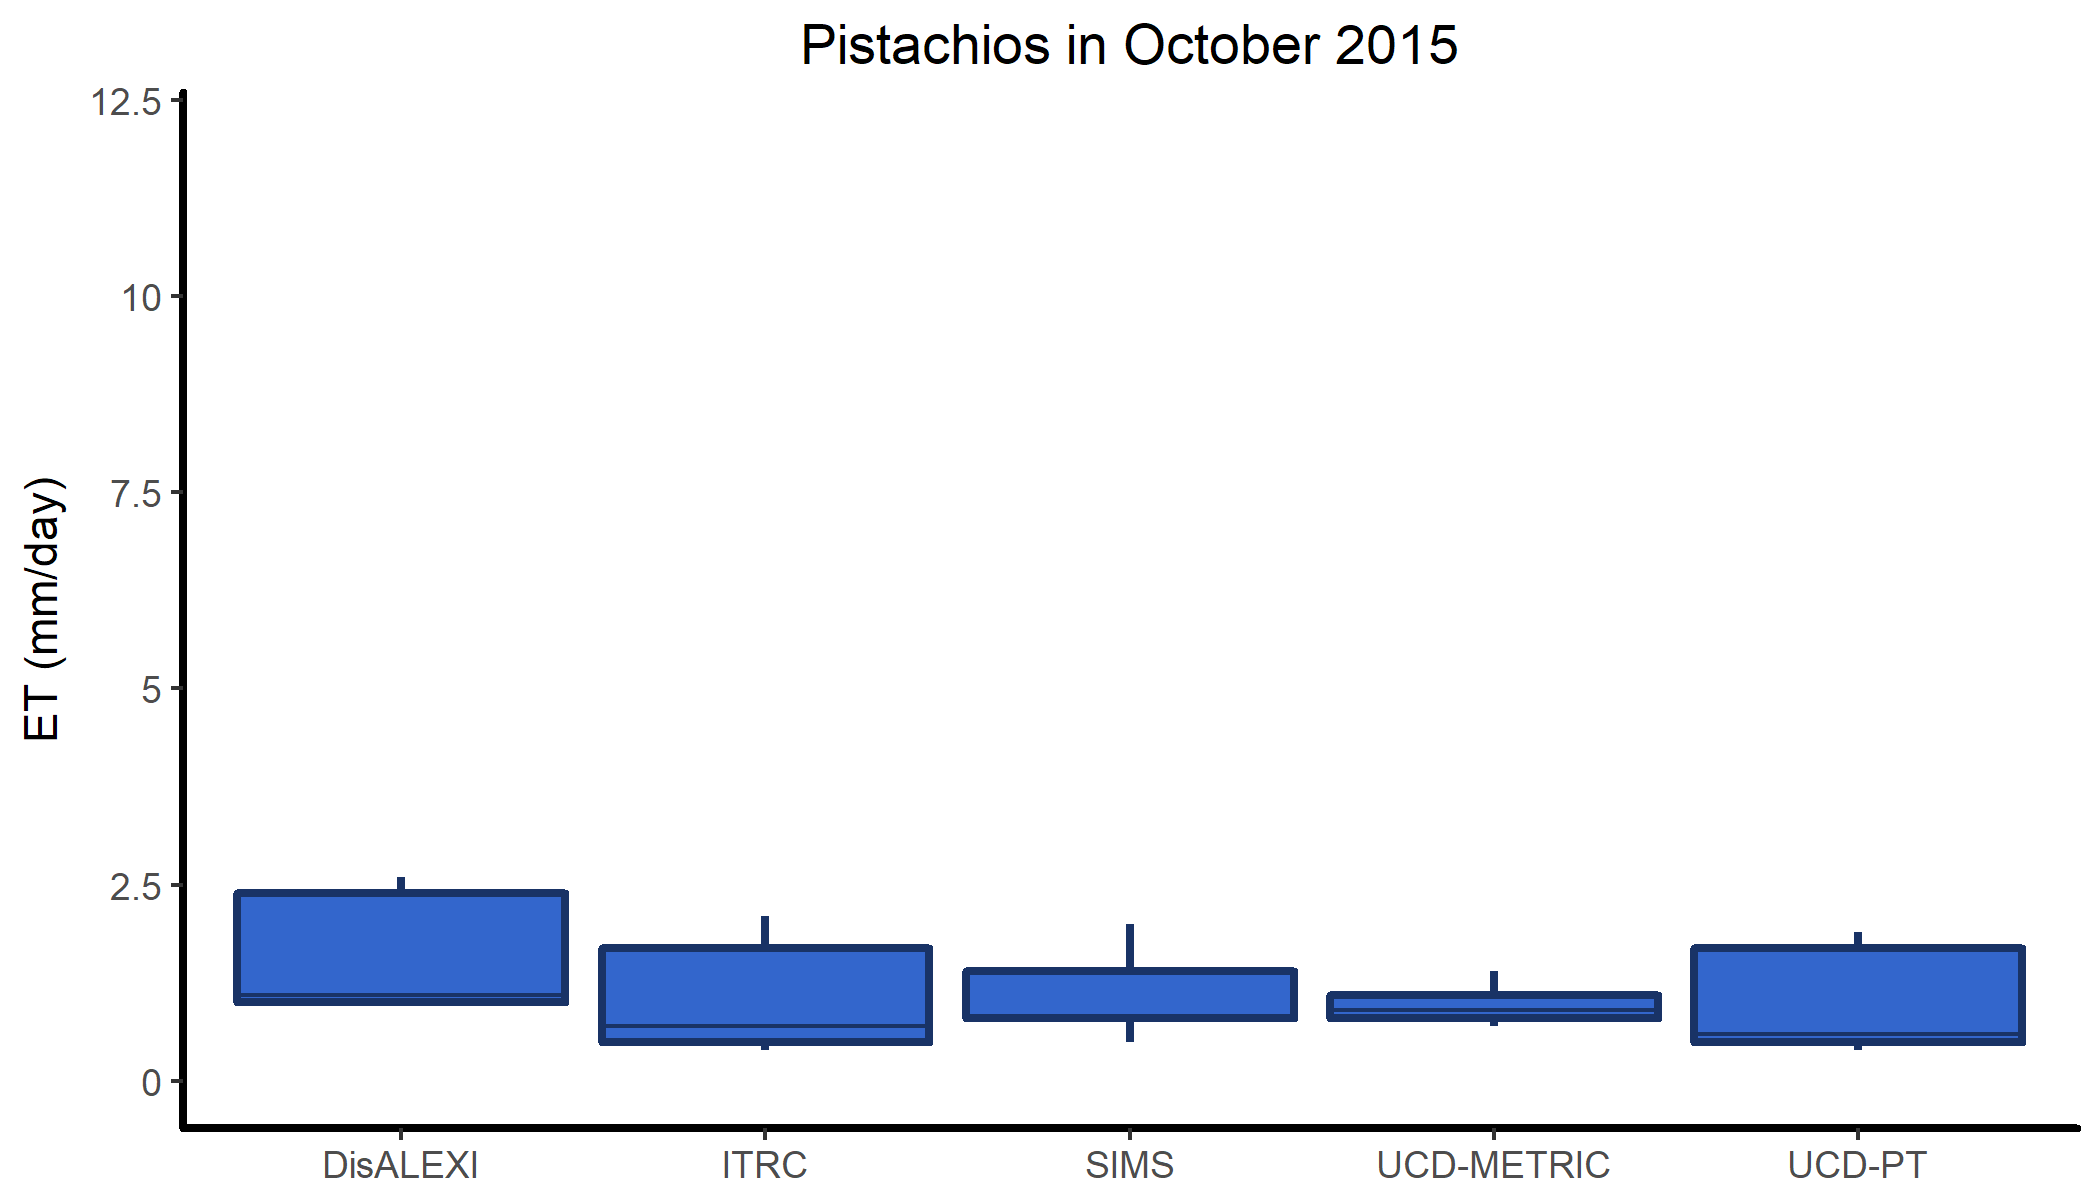 Pistachios in October 2015
ET (mm/day)
12.5
10
7.5
5
2.5
0
DisALEXI
ITRC
SIMS
UCD-METRIC
UCD-PT